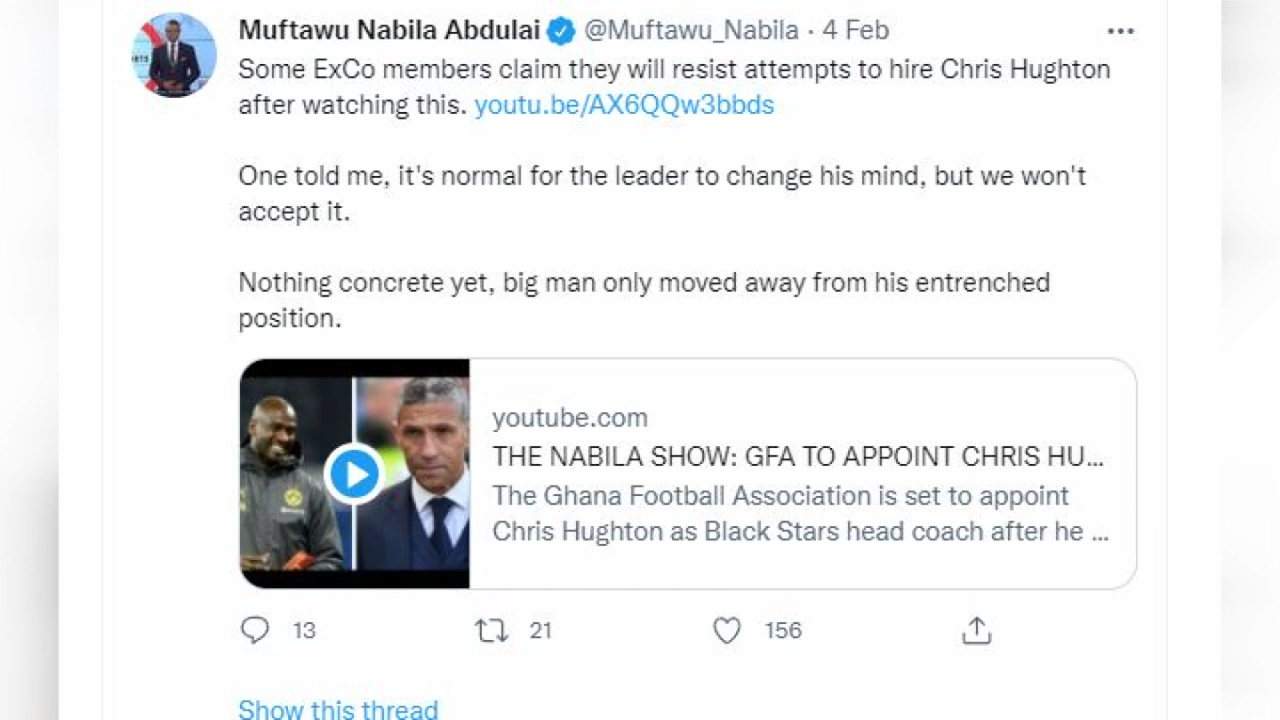 Muftawu Nabila Abdulai @Muftawu_Nabila · 4 Feb
Some ExCo members claim they will resist attempts to hire Chris Hughton
after watching this. youtu.be/AX6QQw3bbds
One told me, it's normal for the leader to change his mind, but we won't
accept it.
Nothing concrete yet, big man only moved away from his entrenched
position.
youtube.com
THE NABILA SHOW: GFA TO APPOINT CHRIS HU...
The Ghana Football Association is set to appoint
Chris Hughton as Black Stars head coach after he ...
13 21 156
Show this thread